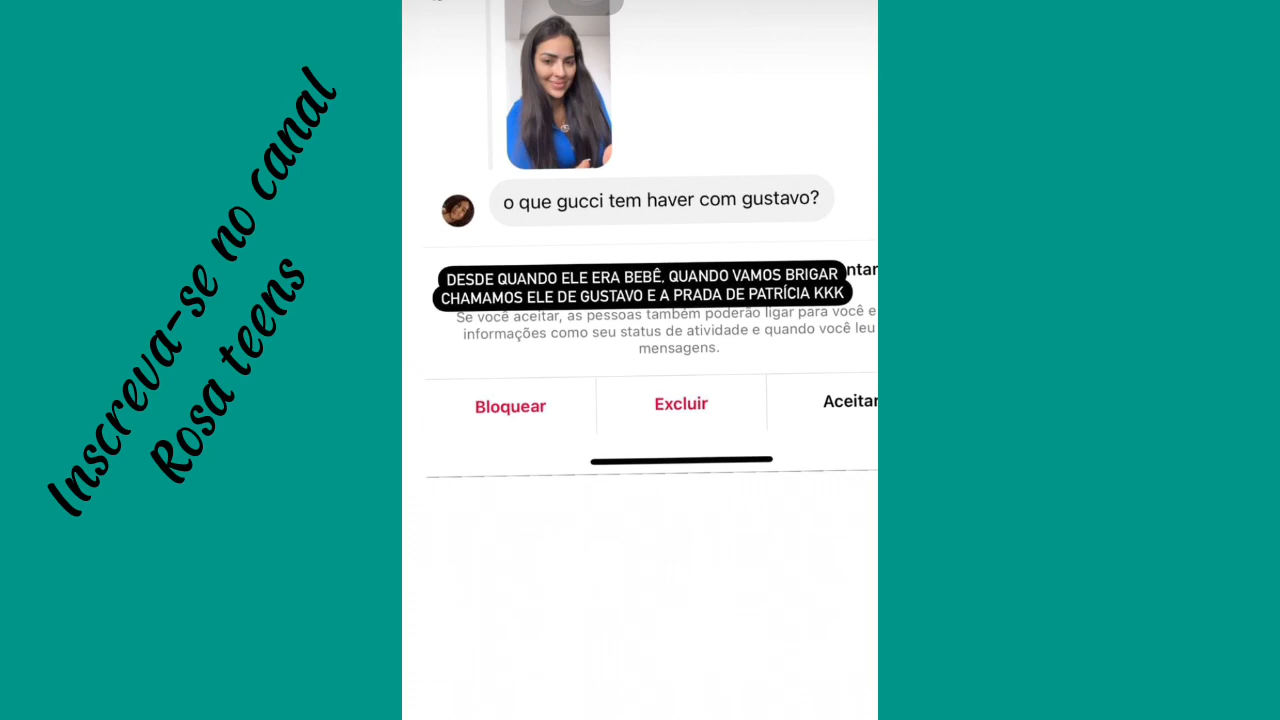 Inscreva-se no canal
Rosa teens
o que gucci tem haver com gustavo?
ntar
DESDE QUANDO ELE ERA BEBÊ, QUANDO VAMOS BRIGAR
CHAMAMOS ELE DE GUSTAVO E A PRADA DE PATRÍCIA KKK
Se você aceitar, as pessoas também poderão ligar para você e
informações como seu status de atividade e quando você leu
mensagens.
Bloquear
Excluir
Aceitar